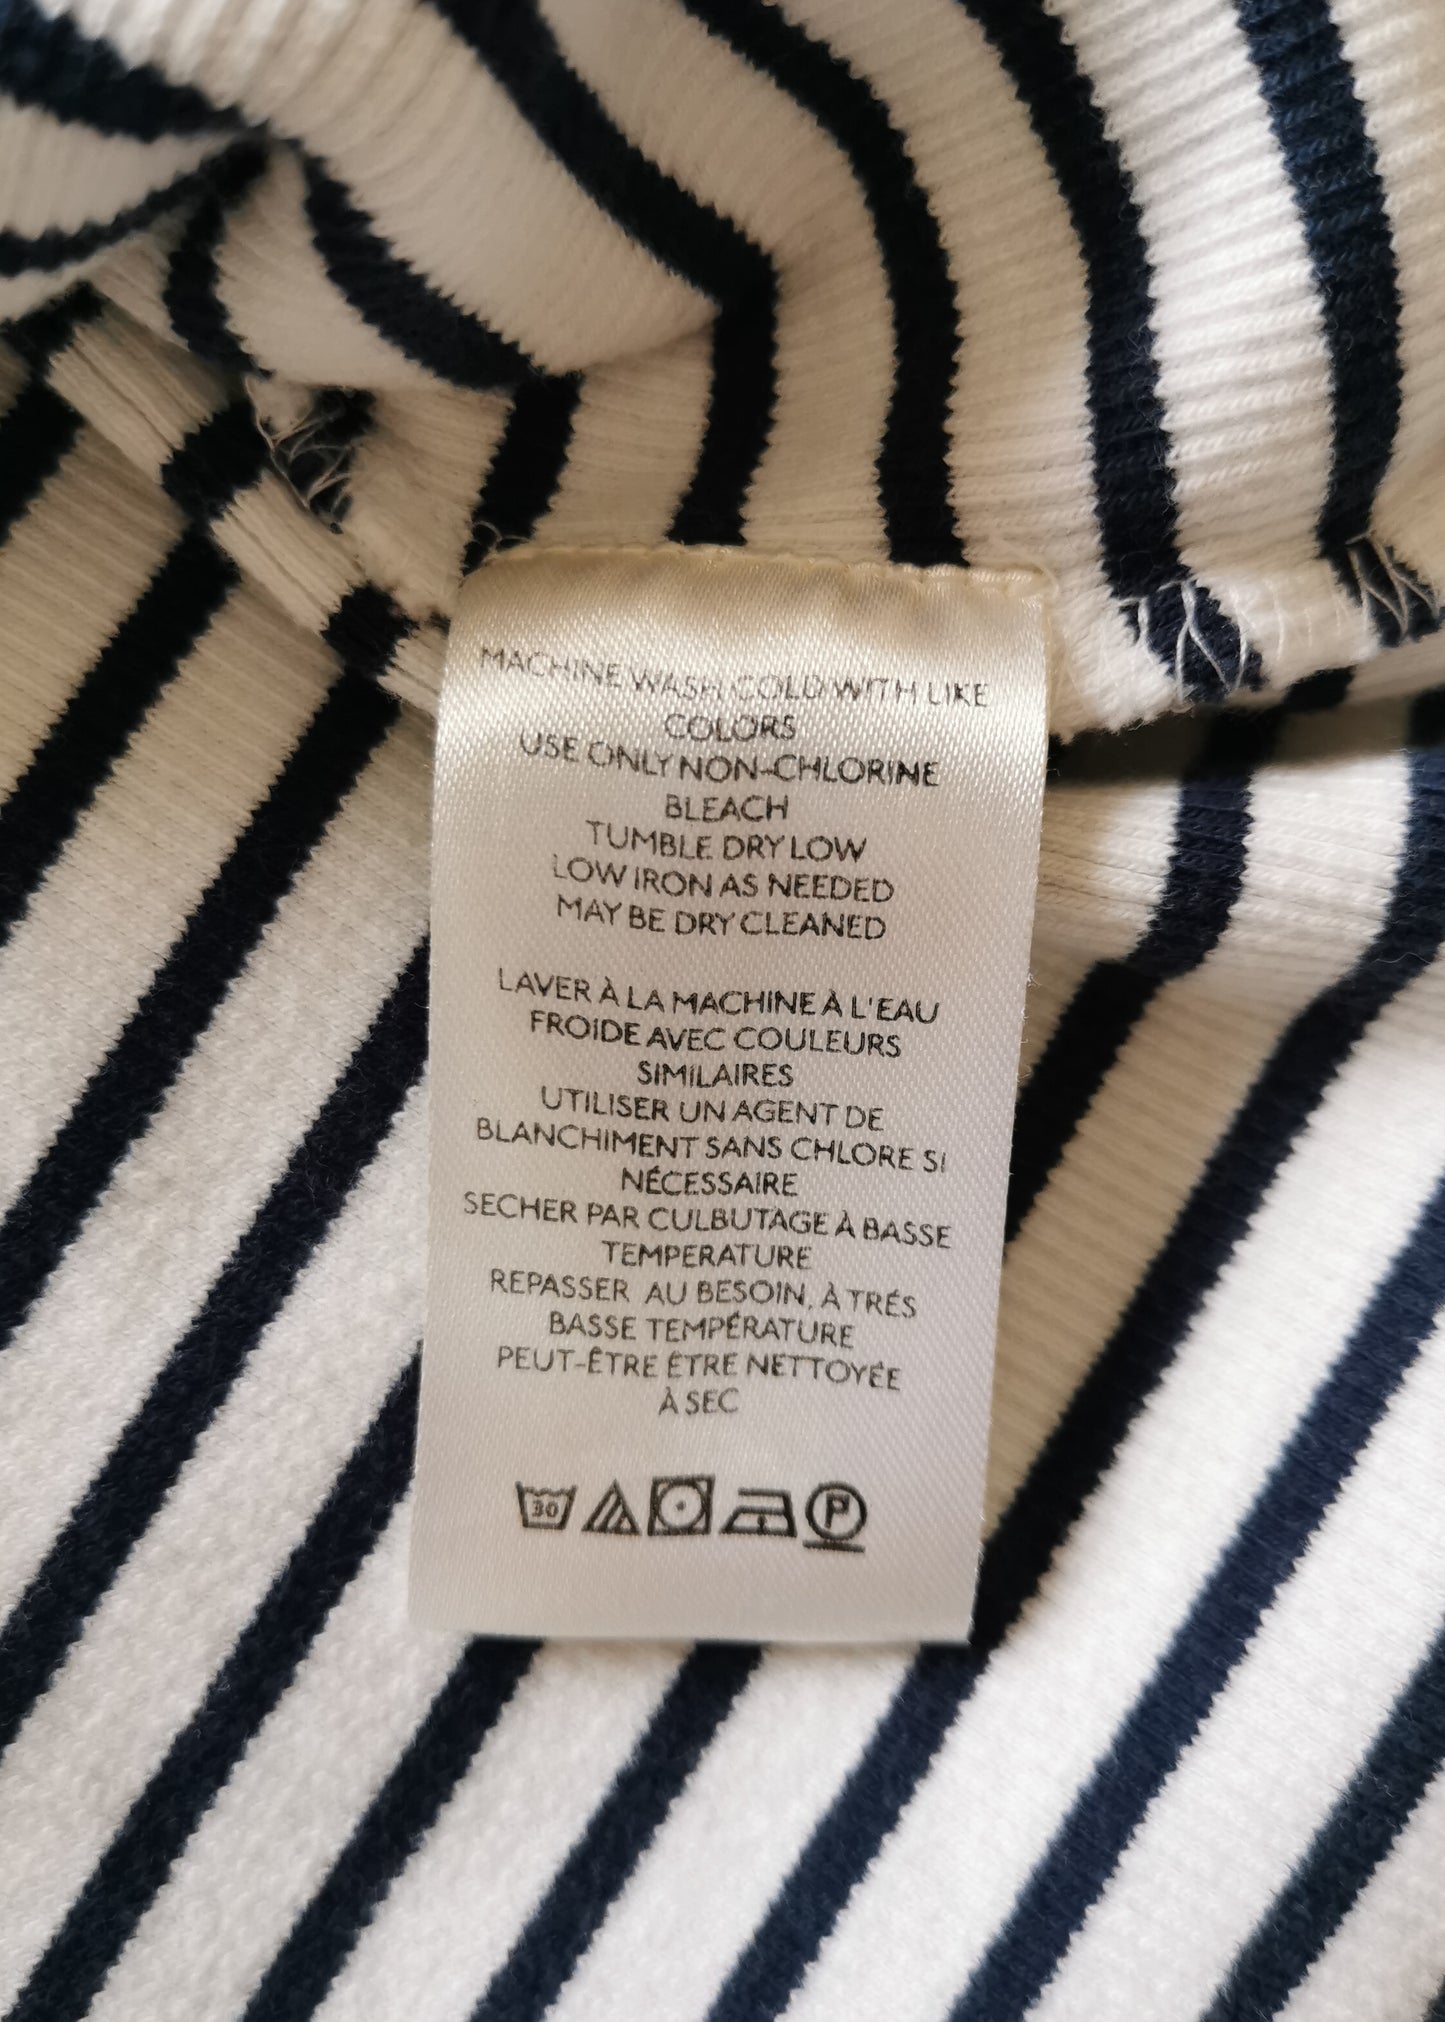 MACHINE WASH COLD WITH LIKE
COLORS
USE ONLY NON-CHLORINE
BLEACH
TUMBLE DRY LOW
LOW IRON AS NEEDED
MAY BE DRY CLEANED
LAVER À LA MACHINE À L'EAU
FROIDE AVEC COULEURS
SIMILAIRES
UTILISER UN AGENT DE
BLANCHIMENT SANS CHLORE SI
NÉCESSAIRE
SECHER PAR CULBUTAGE À BASSE
TEMPERATURE
REPASSER AU BESOIN, À TRÉS
BASSE TEMPÉRATURE
PEUT-ÊTRE ÊTRE NETTOYÉE
À SEC
30 P